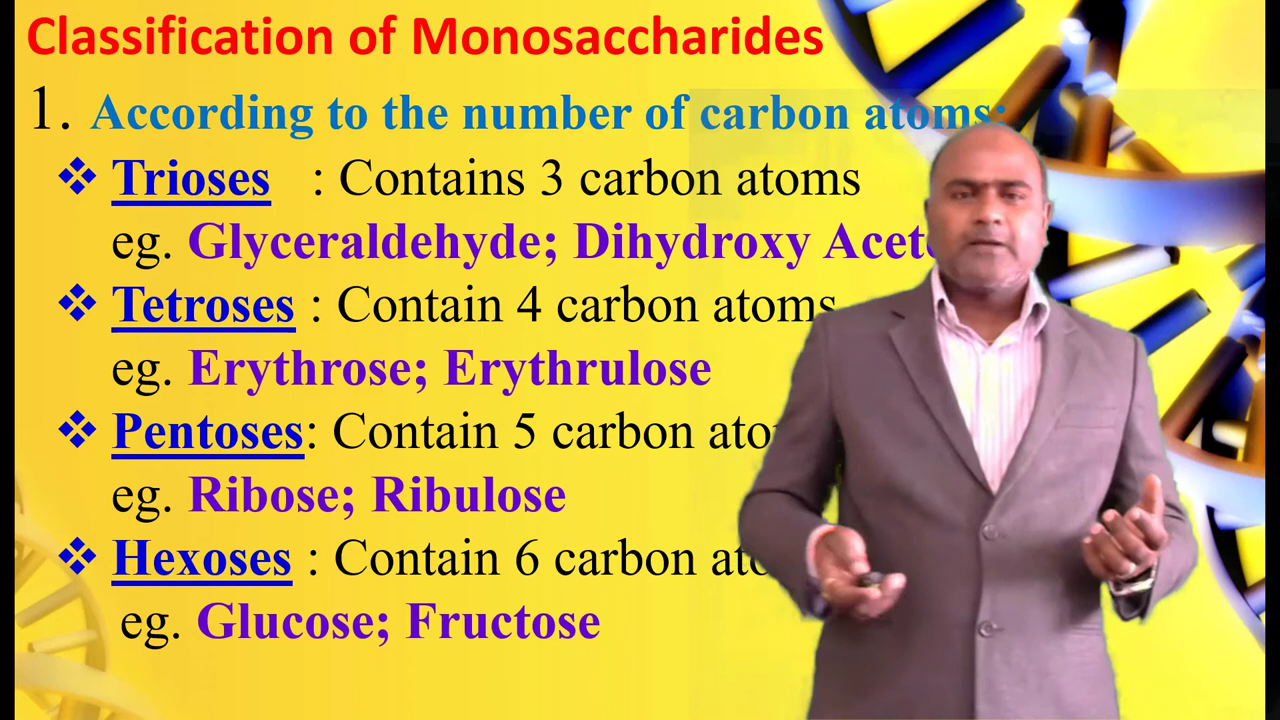 Classification of Monosaccharides
1. According to the number of carbon atoms:
❖ Trioses : Contains 3 carbon atoms
eg. Glyceraldehyde; Dihydroxy
❖ Tetroses : Contain 4 carbon atoms
eg. Erythrose; Erythrulose
❖ Pentoses: Contain 5 carbon
eg. Ribose; Ribulose
❖ Hexoses : Contain 6 carbon
eg. Glucose; Fructose